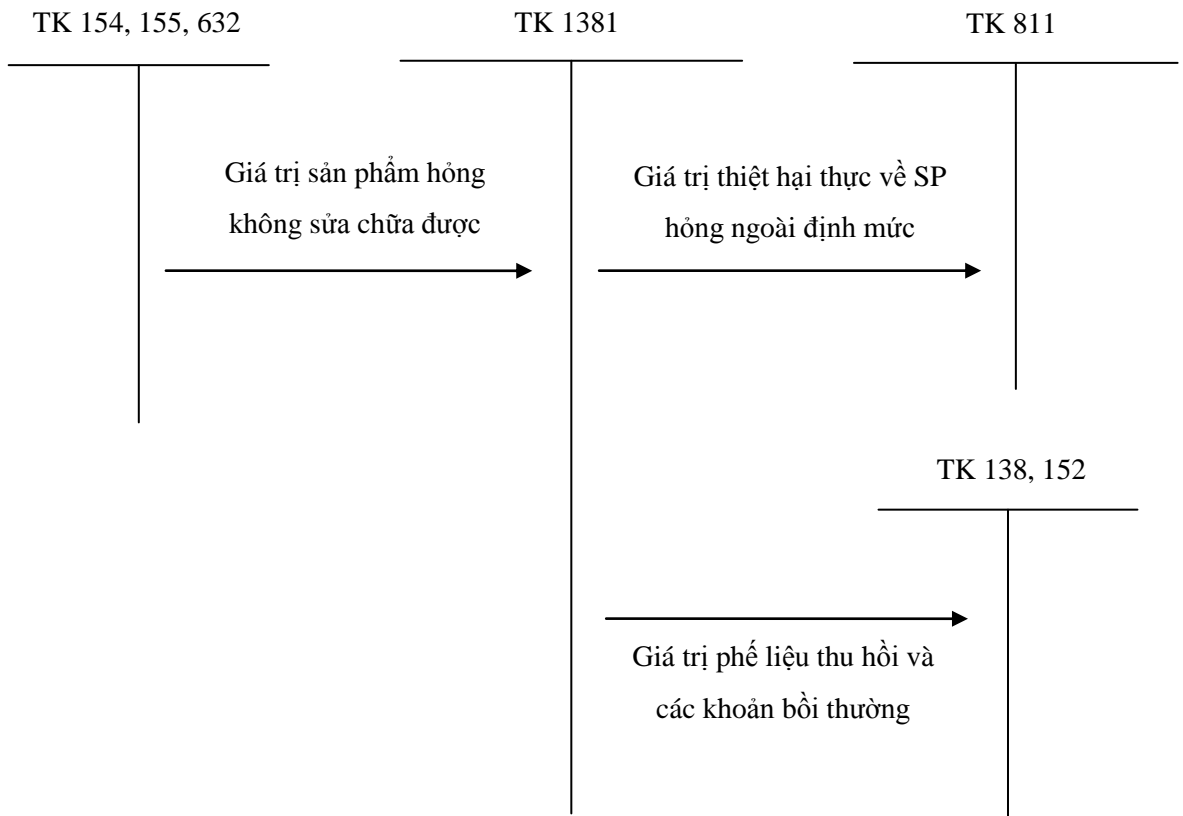 TK 154, 155, 632
TK 1381
TK 811
Giá trị sản phẩm hỏng
không sửa chữa được
Giá trị thiệt hại thực về SP
hỏng ngoài định mức
TK 138, 152
Giá trị phế liệu thu hồi và
các khoản bồi thường